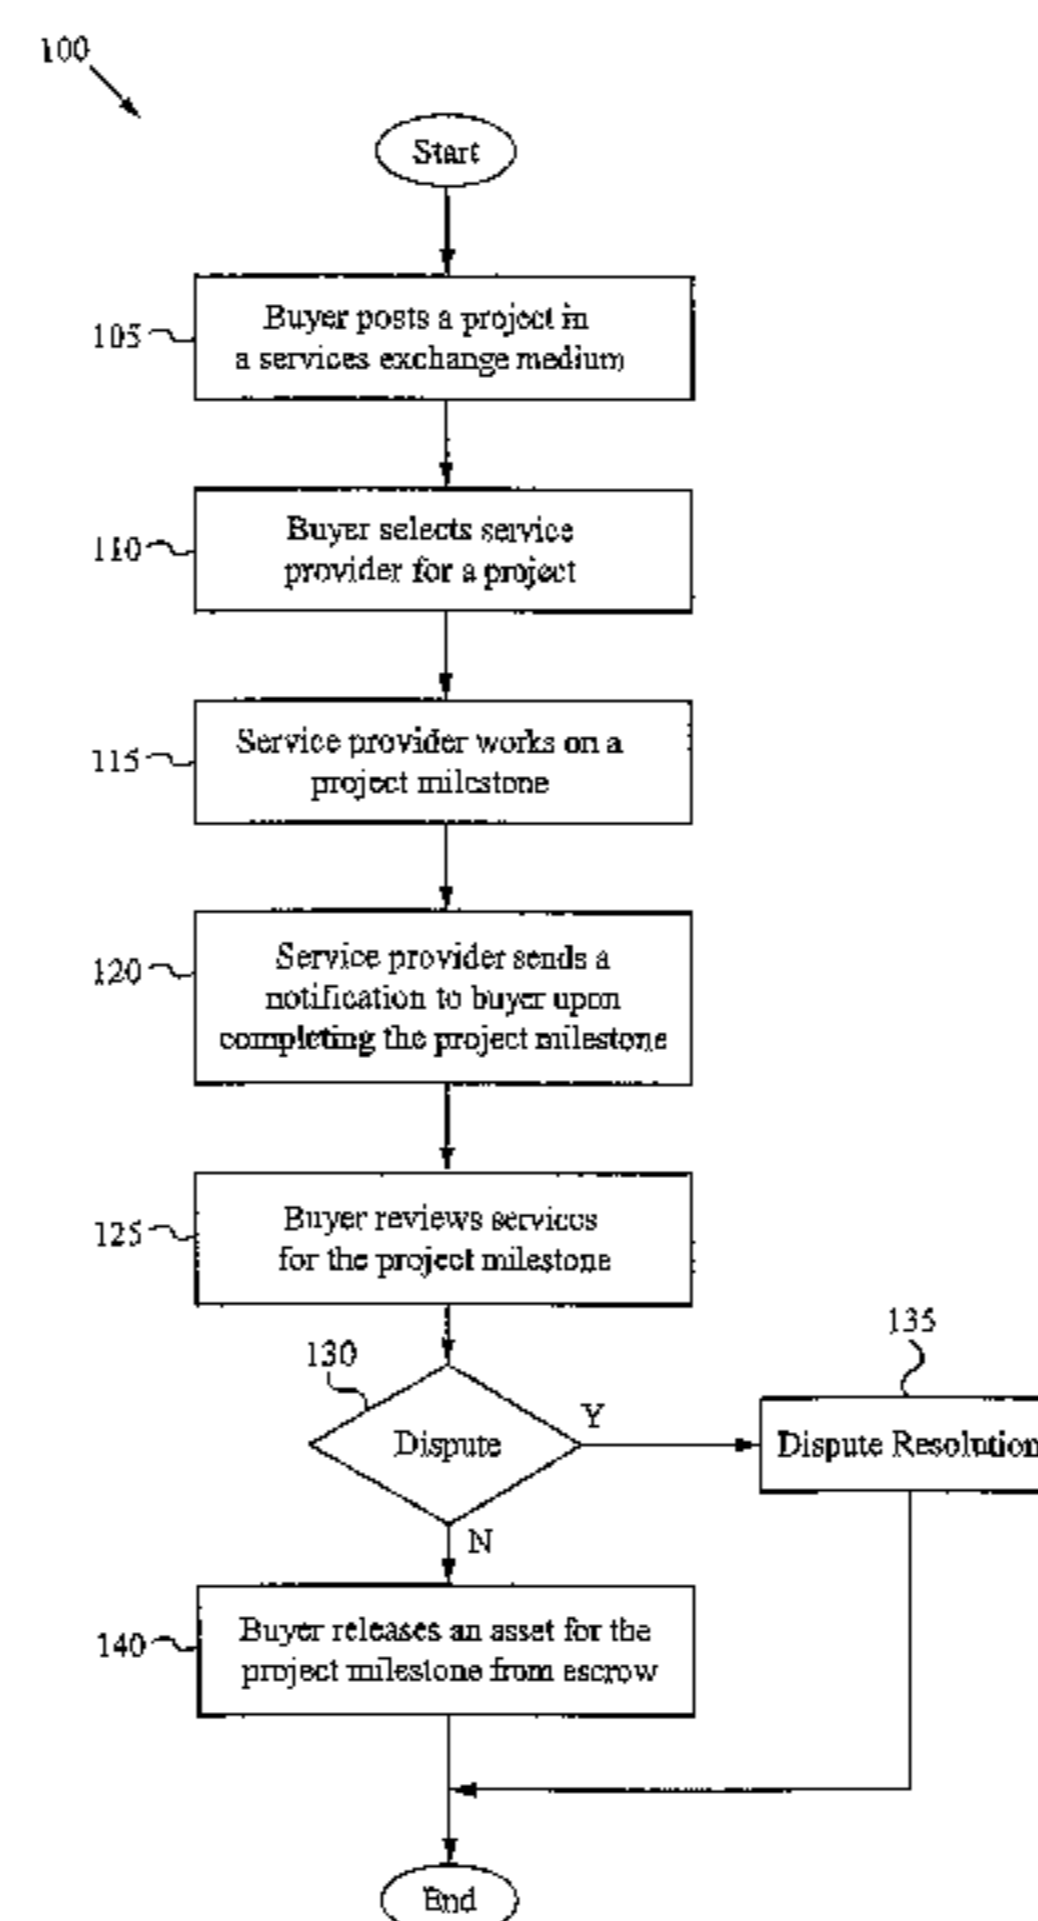 100
Start
105
Buyer posts a project in
a services exchange medium
110
Buyer selects service
provider for a project
115
Service provider works on a
project milestone
120
Service provider sends a
notification to buyer upon
completing the project milestone
125
Buyer reviews services
for the project milestone
130
Dispute
Y
135
Dispute Resolution
N
140
Buyer releases an asset for the
project milestone from escrow
End